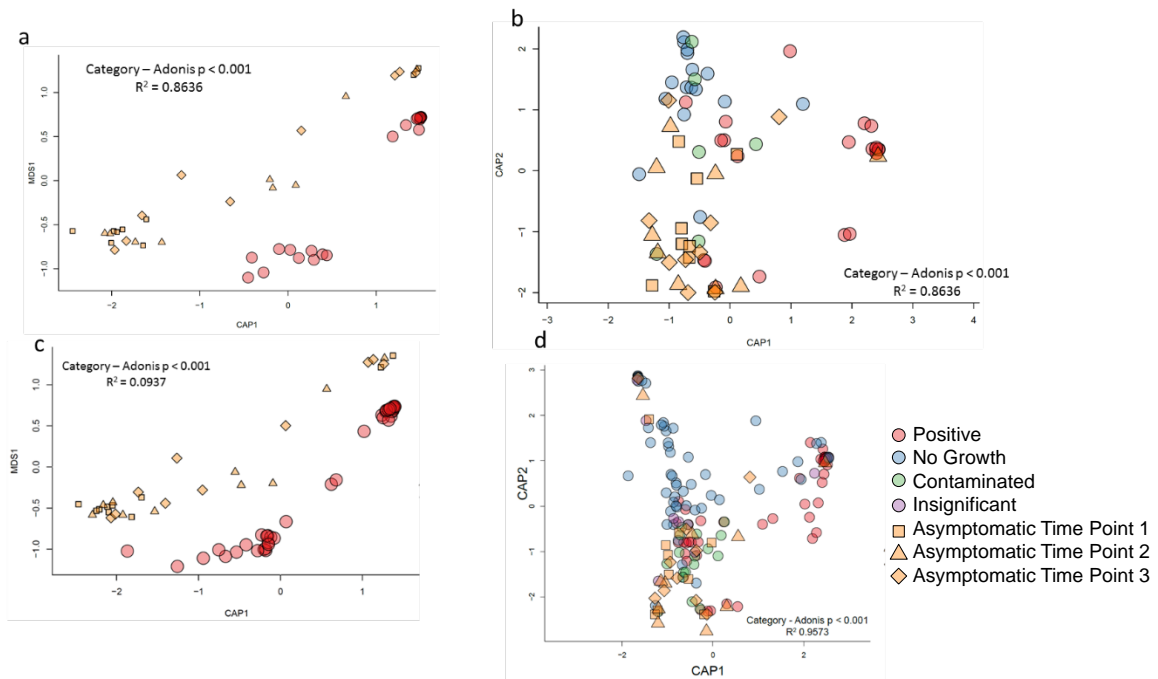 a
Category – Adonis p < 0.001
R² = 0.8636
1.0
0.5
0.0
−0.5
−1.0
MDS1
−2
−1
0
1
CAP1
b
2
1
0
−1
−2
CAP2
−2
−1
0
1
2
3
4
CAP1
Category – Adonis p < 0.001
R² = 0.8636
c
Category – Adonis p < 0.001
R² = 0.0937
1.0
0.5
0.0
−0.5
−1.0
MDS1
−2
−1
0
1
CAP1
d
3
2
1
0
−1
−2
CAP2
−2
0
2
CAP1
Category - Adonis p < 0.001
R² 0.9573
Positive
No Growth
Contaminated
Insignificant
Asymptomatic Time Point 1
Asymptomatic Time Point 2
Asymptomatic Time Point 3